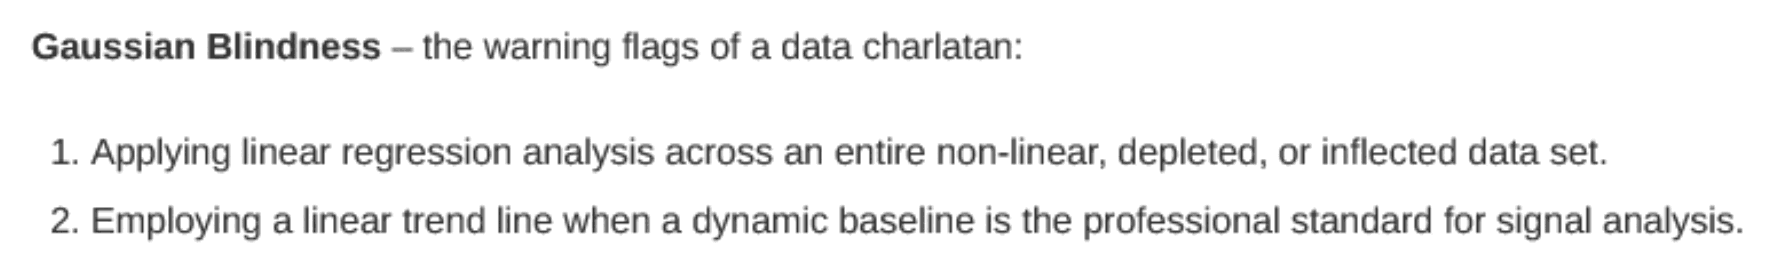 Gaussian Blindness – the warning flags of a data charlatan:
1. Applying linear regression analysis across an entire non-linear, depleted, or inflected data set.
2. Employing a linear trend line when a dynamic baseline is the professional standard for signal analysis.